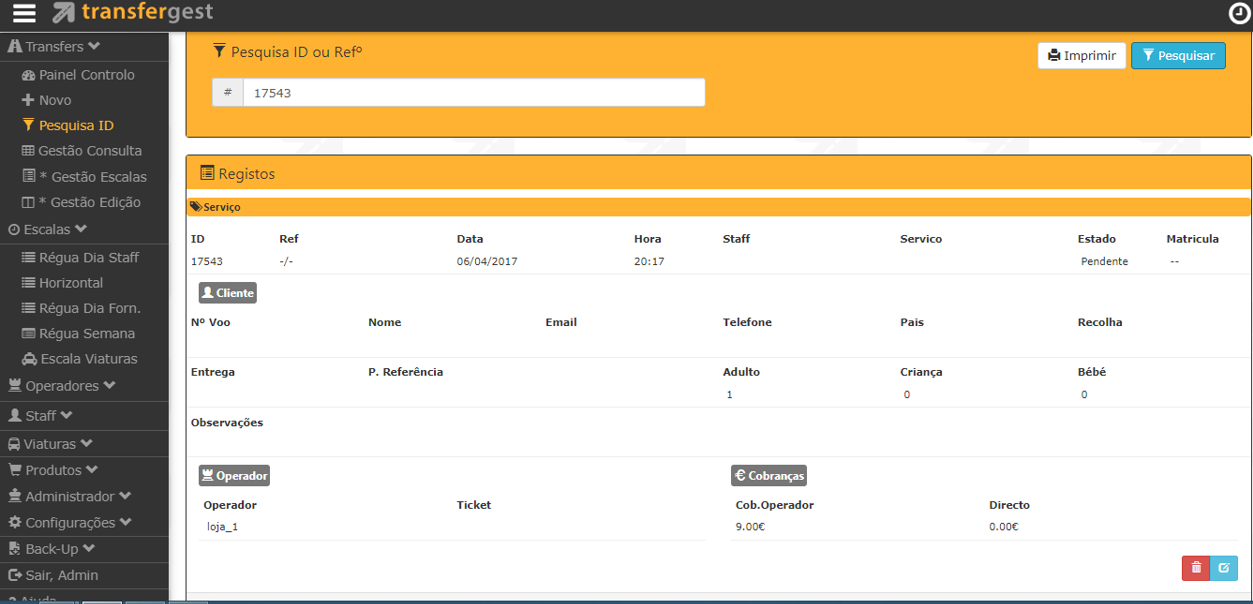 transfergest
Transfers
Painel Controlo
Novo
Pesquisa ID
Gestão Consulta
* Gestão Escalas
* Gestão Edição
Escalas
Régua Dia Staff
Horizontal
Régua Dia Forn.
Régua Semana
Escala Viaturas
Operadores
Staff
Viaturas
Produtos
Administrador
Configurações
Back-Up
Sair, Admin
? Ajuda
Pesquisa ID ou Refº
Imprimir
Pesquisar
# 17543
Registos
Serviço
ID Ref Data Hora Staff Servico Estado Matricula
17543 -/- 06/04/2017 20:17 Pendente --
Cliente
Nº Voo Nome Email Telefone Pais Recolha
Entrega P. Referência Adulto Criança Bébé
1 0 0
Observações
Operador € Cobranças
Operador Ticket Cob.Operador Directo
loja_1 9.00€ 0.00€